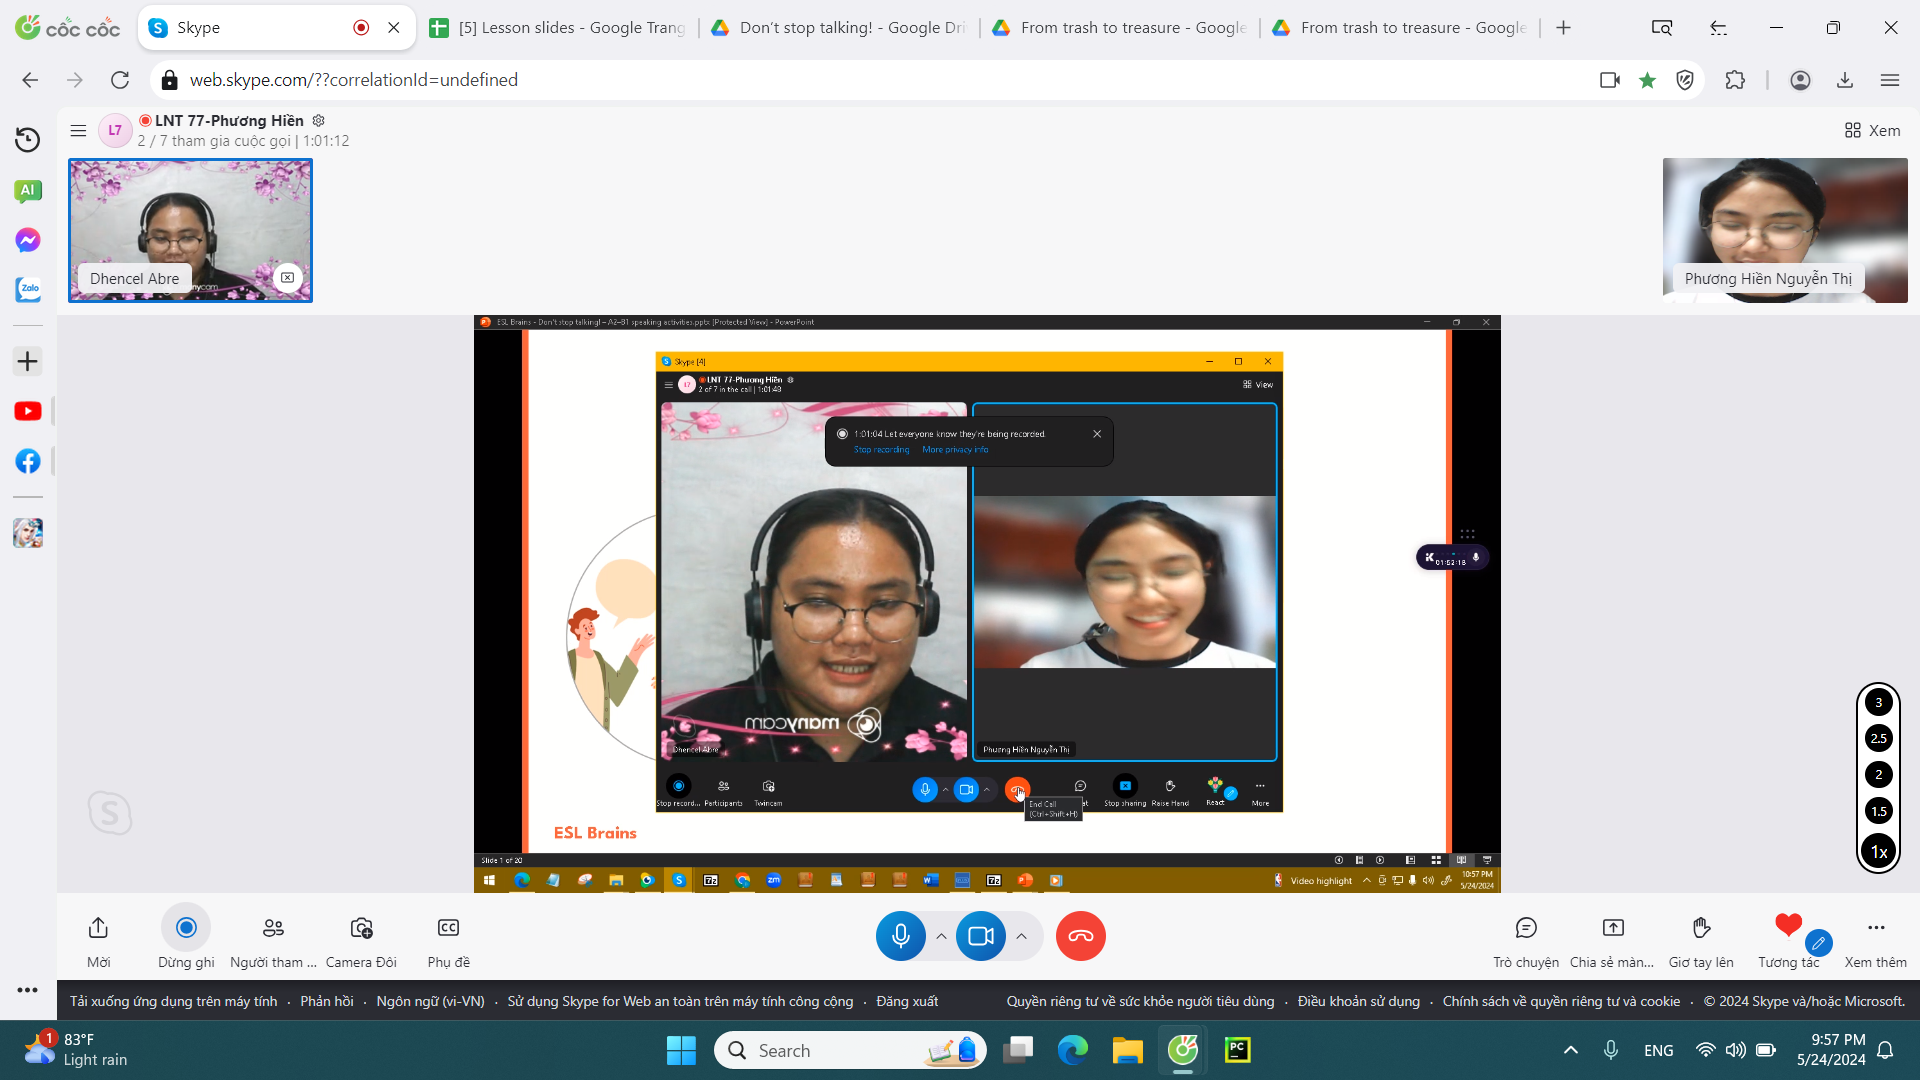 cốc cốc
Skype
[5] Lesson slides - Google Trang
Don't stop talking! - Google Dri
From trash to treasure - Google
From trash to treasure - Google
web.skype.com/??correlationId=undefined
L7
LNT 77-Phương Hiền
2 / 7 tham gia cuộc gọi | 1:01:12
Xem
AI
Zalo
Dhencel Abre
Phương Hiền Nguyễn Thị
ESL Brains - Don't stop talking! – A2-B1 speaking activities.pptx [Protected View] - PowerPoint
Skype [4]
LNT 77-Phương Hiền
2 of 7 in the call | 1:01:48
View
1:01:04 Let everyone know they're being recorded.
Stop recording
More privacy info
manycam
Dhencel Abre
Phương Hiền Nguyễn Thị
01:52:18
Stop record...
Participants
Twincam
End Call
(Ctrl+Shift+H)
Stop sharing
Raise Hand
React
More
ESL Brains
Slide 1 of 20
Video highlight
10:57 PM
5/24/2024
3
2.5
2
1.5
1x
Mời
Dừng ghi
Người tham ...
Camera Đôi
Phụ đề
Trò chuyện
Chia sẻ màn...
Giơ tay lên
Tương tác
Xem thêm
Tải xuống ứng dụng trên máy tính · Phản hồi · Ngôn ngữ (vi-VN) · Sử dụng Skype for Web an toàn trên máy tính công cộng · Đăng xuất
Quyền riêng tư về sức khỏe người tiêu dùng · Điều khoản sử dụng · Chính sách về quyền riêng tư và cookie · © 2024 Skype và/hoặc Microsoft.
1
83°F
Light rain
Search
PC
ENG
9:57 PM
5/24/2024